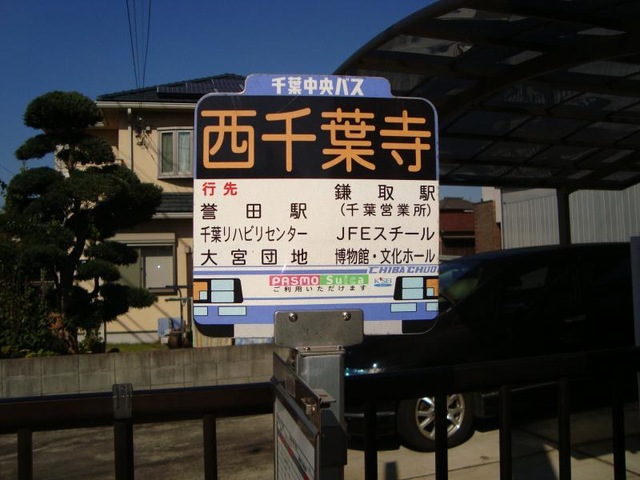 千葉中央バス
西千葉寺
行先
鎌取駅
誉田駅
(千葉営業所)
千葉リハビリセンター
JFEスチール
大宮団地
博物館・文化ホール
CHIBA CHUO
PASMO Suica
ご利用いただけます